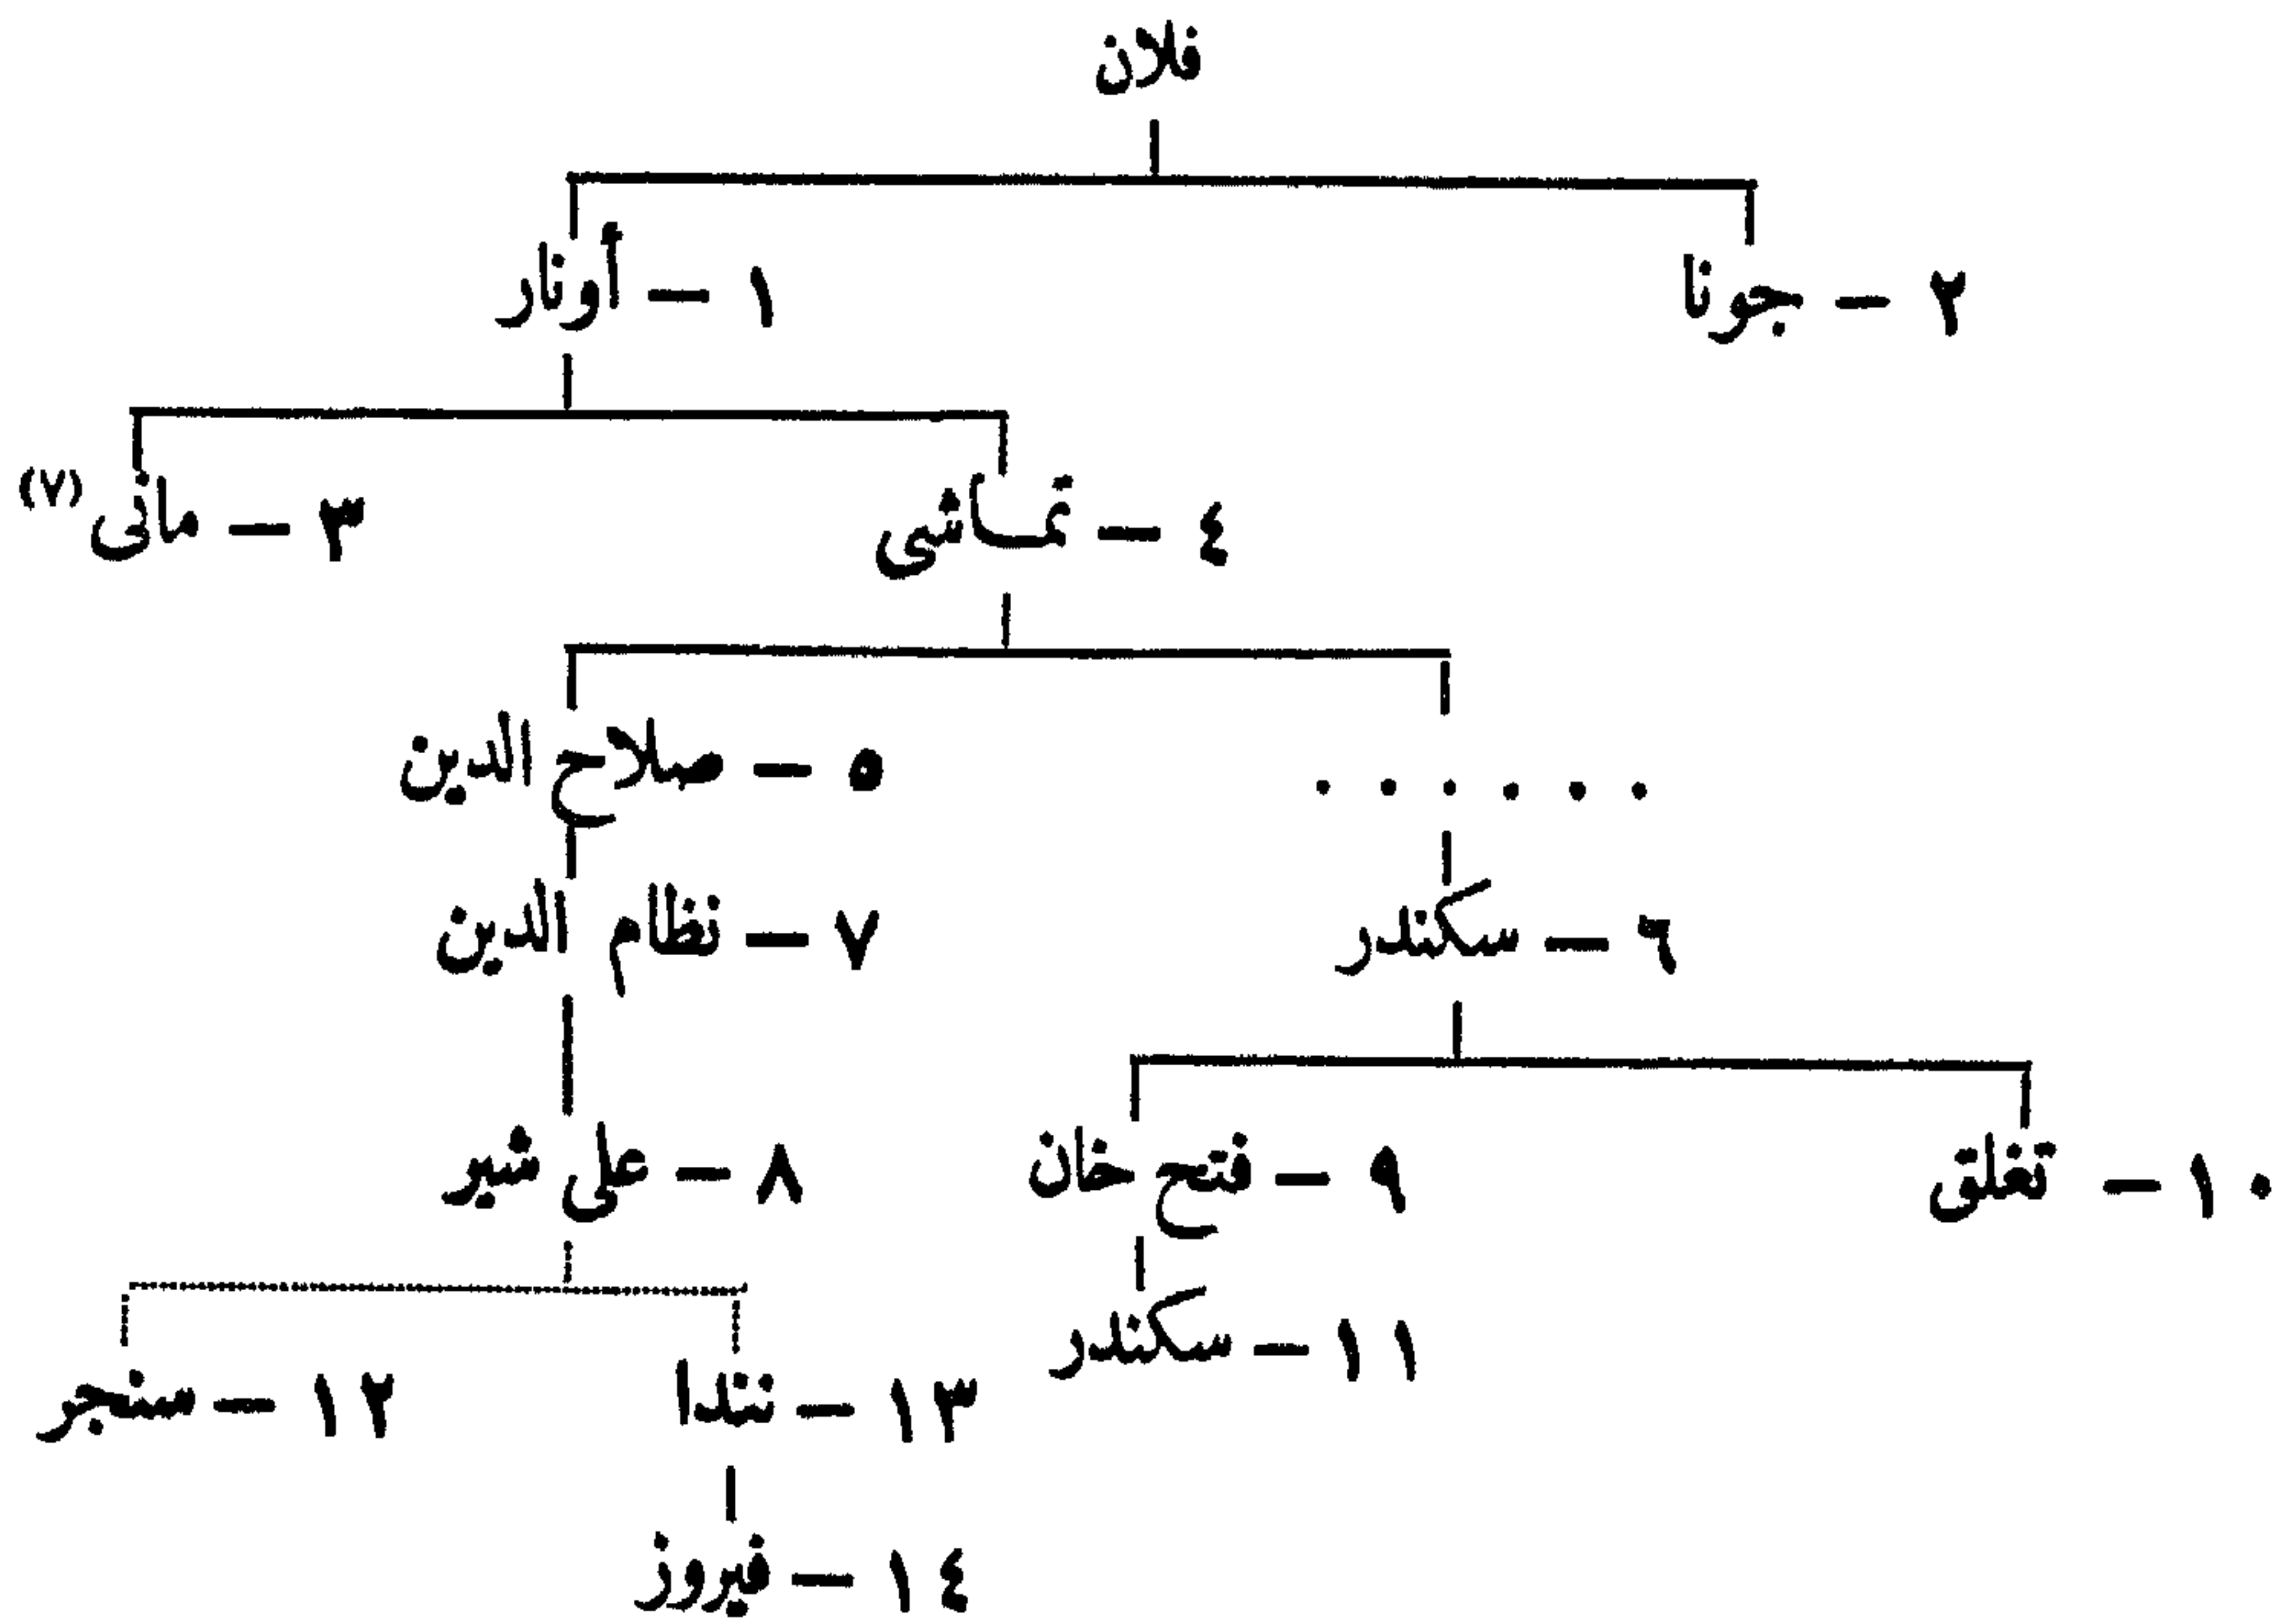 فلان
٢ – جونا
١ – أونار
٤ – تماشى
٣ – مانى (٧)
. . . . . .
٥ – صلاح الدين
٦ – سكندر
٧ – نظام الدين
١٠ – تغلق
٩ – فتح خان
٨ – على شير
١١ – سكندر
١٣ – نندا
١٢ – سنجر
١٤ – فيروز